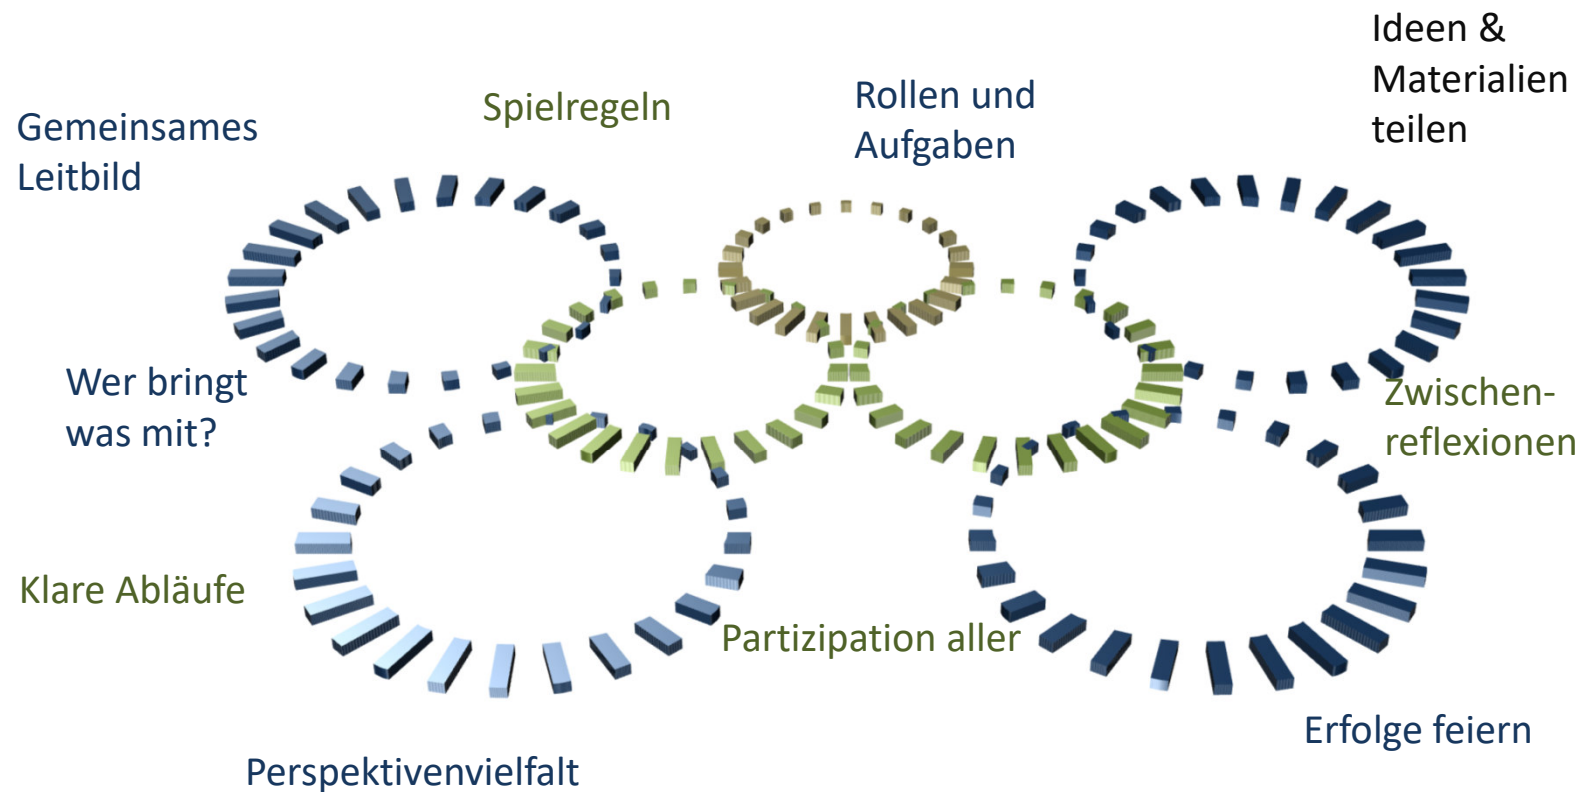 Ideen &
Materialien
teilen
Rollen und
Aufgaben
Spielregeln
Gemeinsames
Leitbild
Wer bringt
was mit?
Zwischen-
reflexionen
Klare Abläufe
Partizipation aller
Erfolge feiern
Perspektivenvielfalt